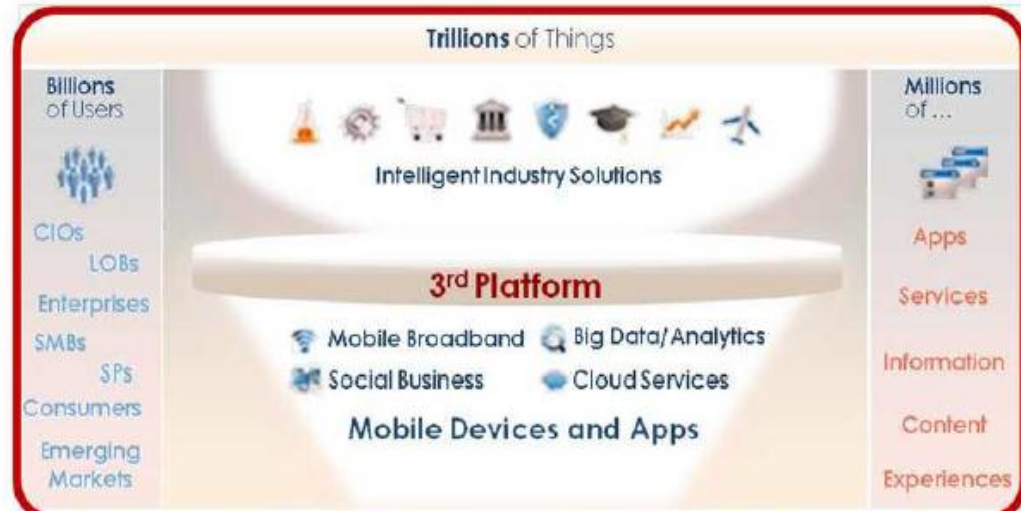 Trillions of Things
Billions
of Users
CIOs
LOBs
Enterprises
SMBs
SPs
Consumers
Emerging
Markets
Intelligent Industry Solutions
3rd Platform
Mobile Broadband
Big Data/Analytics
Social Business
Cloud Services
Mobile Devices and Apps
Millions
of ...
Apps
Services
Information
Content
Experiences